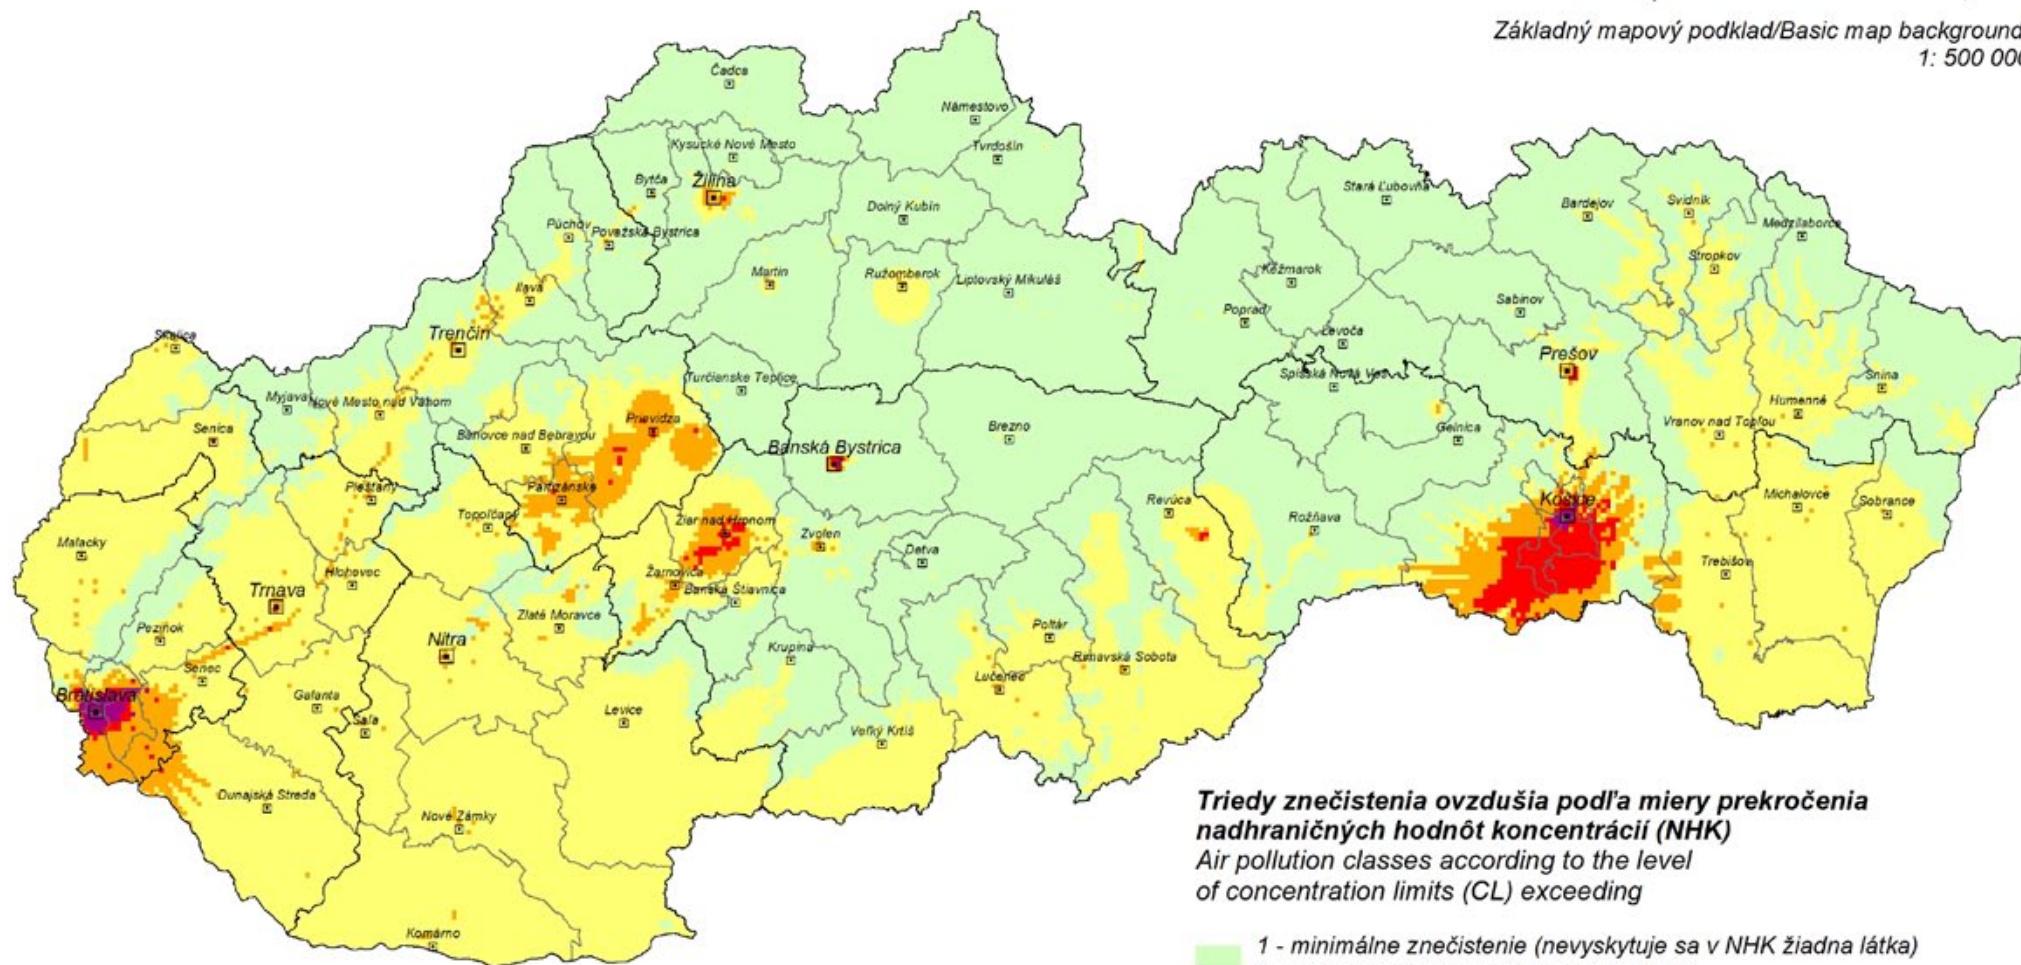 Základný mapový podklad/Basic map background
1: 500 000
Čadca
Námestovo
Kysucké Nové Mesto
Tvrdošín
Bytča
Žilina
Stará Ľubovňa
Dolný Kubín
Bardejov
Svidník
Medzilaborce
Púchov
Považská Bystrica
Stropkov
Martin
Ružomberok
Liptovský Mikuláš
Kežmarok
Ilava
Sabinov
Poprad
Levoča
Skalica
Trenčín
Prešov
Turčianske Teplice
Spišská Nová Ves
Snina
Myjava
Nové Mesto nad Váhom
Humenné
Prievidza
Senica
Bánovce nad Bebravou
Banská Bystrica
Brezno
Gelnica
Vranov nad Topľou
Piešťany
Partizánske
Revúca
Košice
Michalovce
Sobrance
Topoľčany
Žiar nad Hronom
Rožňava
Malacky
Zvolen
Detva
Hlohovec
Žarnovica
Trebišov
Trnava
Banská Štiavnica
Zlaté Moravce
Pezinok
Nitra
Poltár
Krupina
Rimavská Sobota
Senec
Lučenec
Bratislava
Galanta
Šaľa
Levice
Veľký Krtíš
Dunajská Streda
Nové Zámky
Komárno
Triedy znečistenia ovzdušia podľa miery prekročenia
nadhraničných hodnôt koncentrácií (NHK)
Air pollution classes according to the level
of concentration limits (CL) exceeding
1 - minimálne znečistenie (nevyskytuje sa v NHK žiadna látka)